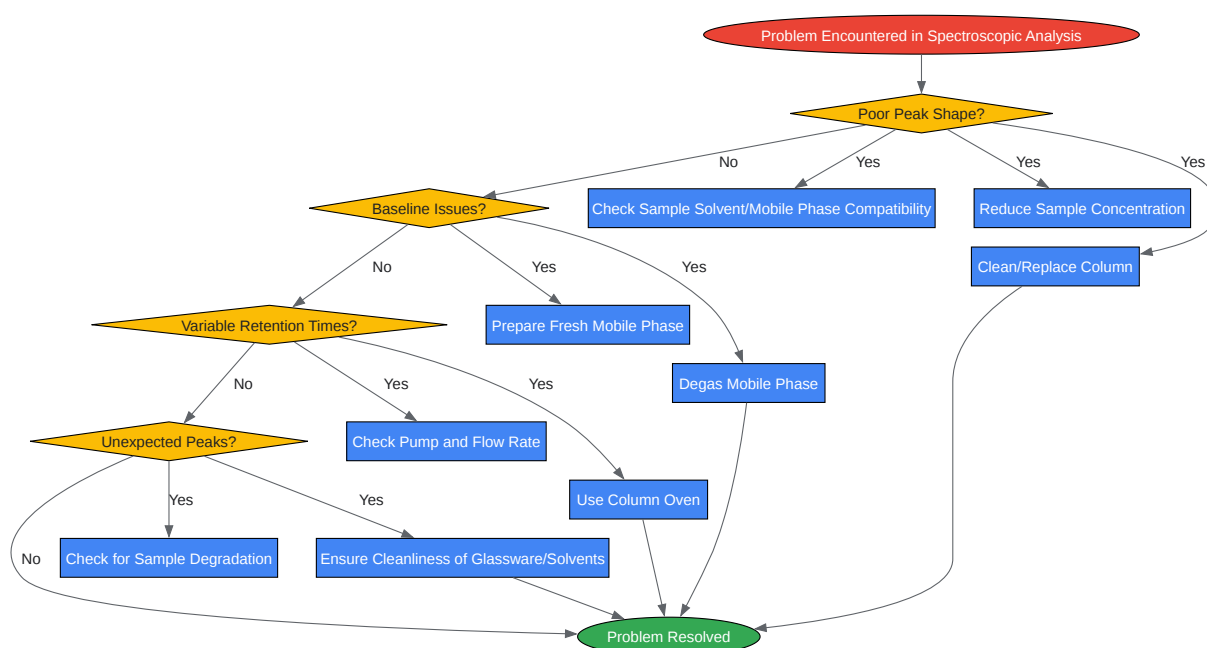 Problem Encountered in Spectroscopic Analysis
Poor Peak Shape?
No
Yes
Yes
Yes
Baseline Issues?
Check Sample Solvent/Mobile Phase Compatibility
Reduce Sample Concentration
No
Yes
Yes
Clean/Replace Column
Variable Retention Times?
Prepare Fresh Mobile Phase
No
Yes
Yes
Degas Mobile Phase
Unexpected Peaks?
Check Pump and Flow Rate
Yes
Yes
Use Column Oven
No
Check for Sample Degradation
Ensure Cleanliness of Glassware/Solvents
Problem Resolved